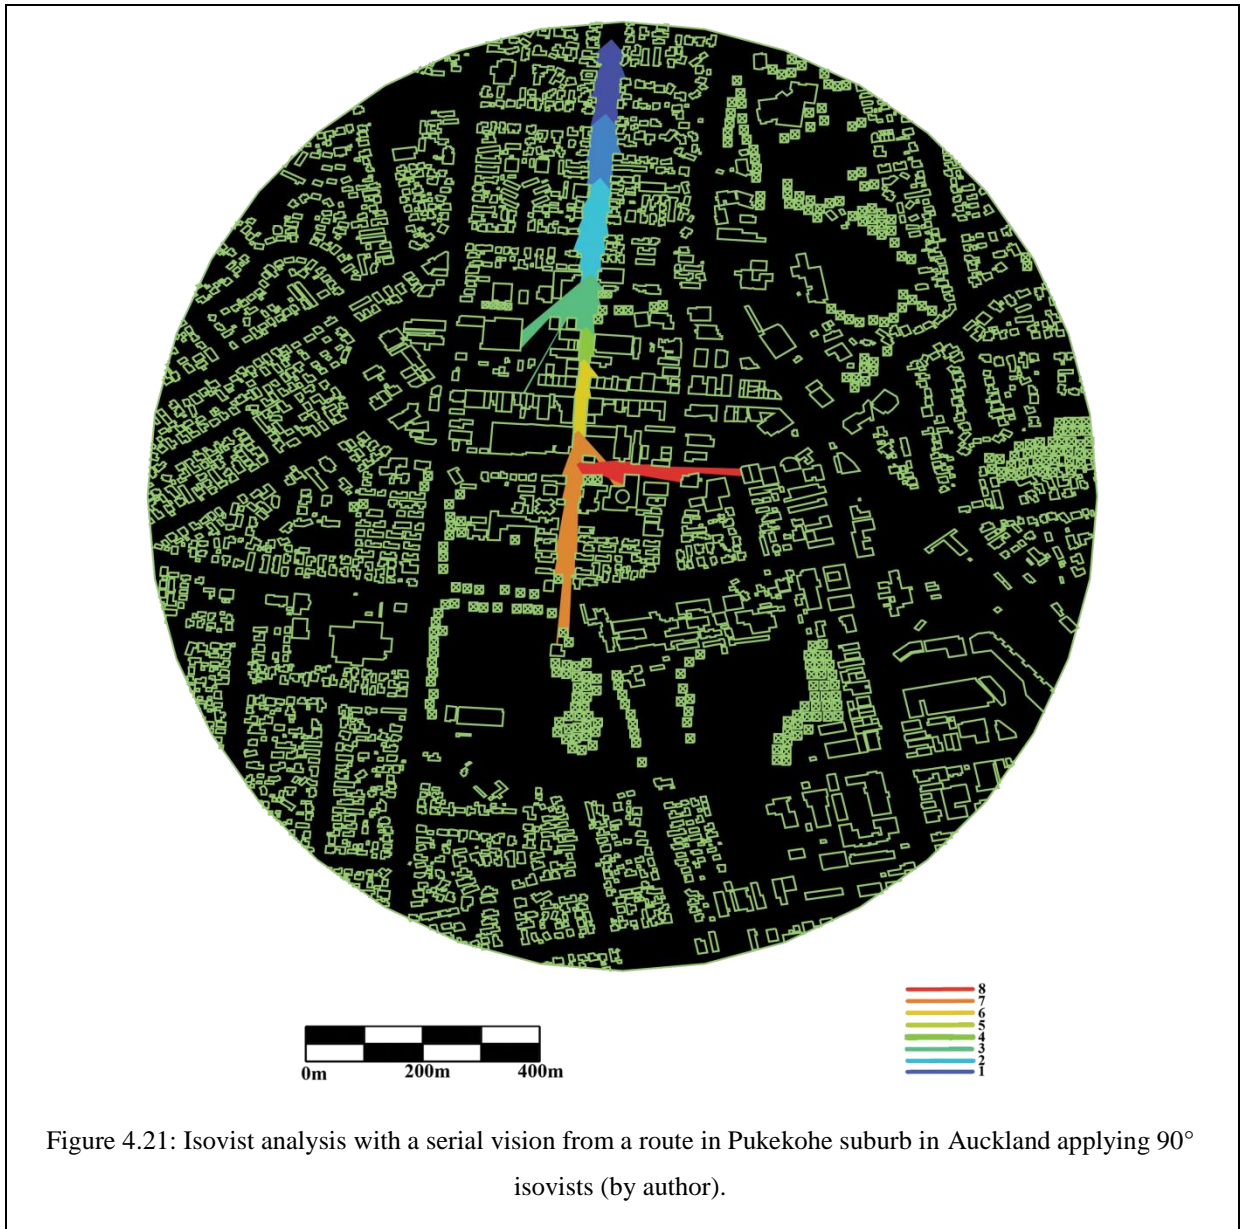 8
7
6
5
4
3
2
1
0m 200m 400m
Figure 4.21: Isovist analysis with a serial vision from a route in Pukekohe suburb in Auckland applying 90°
isovists (by author).